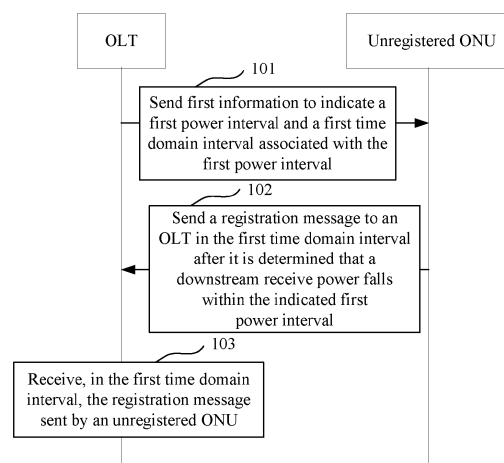 OLT
Unregistered ONU
101
Send first information to indicate a
first power interval and a first time
domain interval associated with the
first power interval
102
Send a registration message to an
OLT in the first time domain interval
after it is determined that a
downstream receive power falls
within the indicated first
power interval
103
Receive, in the first time domain
interval, the registration message
sent by an unregistered ONU